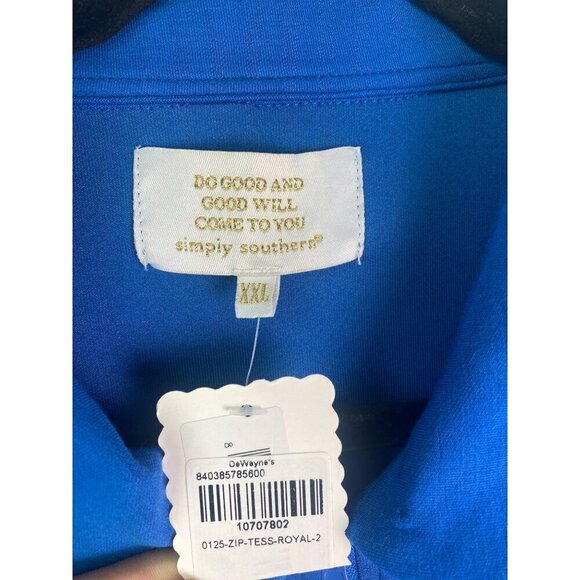 DO GOOD AND
GOOD WILL
COME TO YOU
simply southern®
XXL
DO
DeWayne's
840385785600
10707802
0125-ZIP-TESS-ROYAL-2